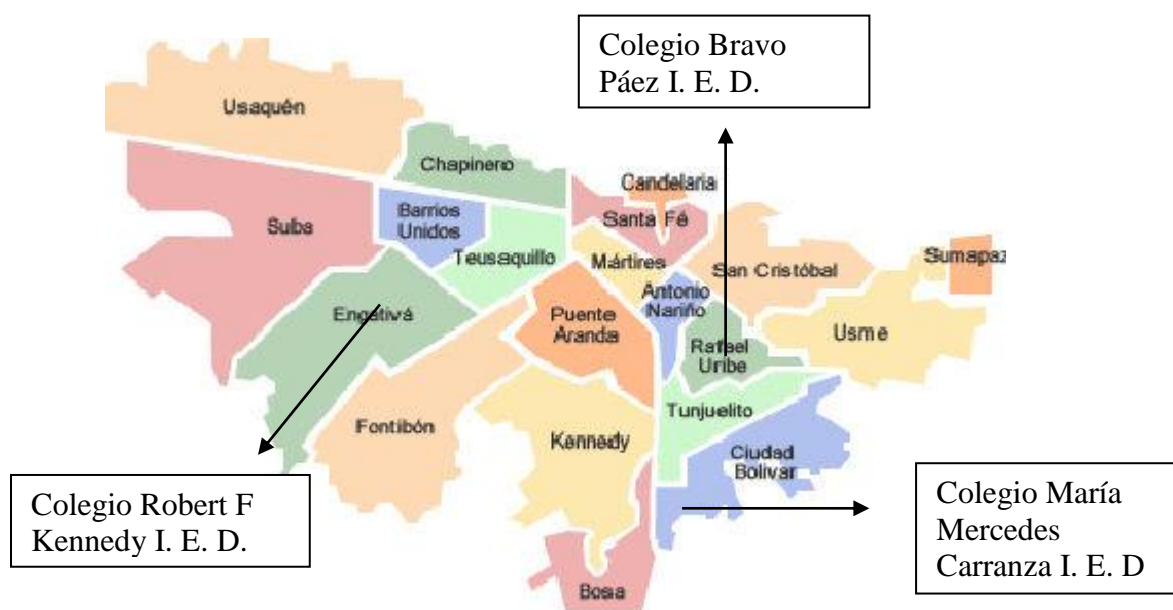 Colegio Bravo
Páez I. E. D.
Usaquén
Chapinero
Candelaria
Santa Fé
Barrios
Unidos
Suba
Teusaquillo
Mártires
San Cristóbal
Sumapaz
Antonio
Nariño
Engativá
Puente
Aranda
Rafael
Uribe
Usme
Tunjuelito
Fontibón
Kennedy
Ciudad
Bolivar
Colegio Robert F
Kennedy I. E. D.
Colegio María
Mercedes
Carranza I. E. D
Bosa